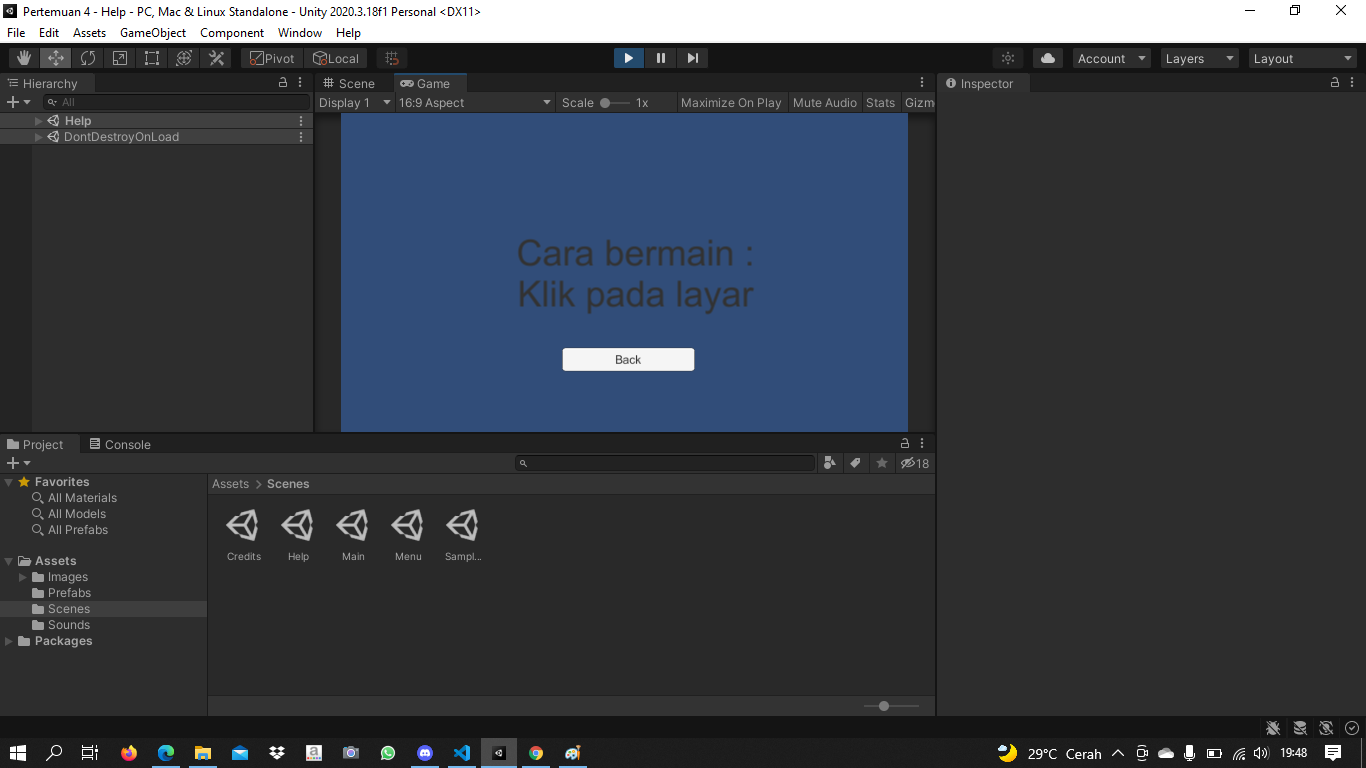 Pertemuan 4 - Help - PC, Mac & Linux Standalone - Unity 2020.3.18f1 Personal <DX11>
File Edit Assets GameObject Component Window Help
Pivot Local Account Layers Layout
Hierarchy
All
Help
DontDestroyOnLoad
Scene Game
Display 1 16:9 Aspect Scale 1x Maximize On Play Mute Audio Stats Gizm
Cara bermain :
Klik pada layar
Back
Inspector
Project Console
18
Favorites
All Materials
All Models
All Prefabs
Assets
Images
Prefabs
Scenes
Sounds
Packages
Assets > Scenes
Credits Help Main Menu Sampl...
29°C Cerah 19:48